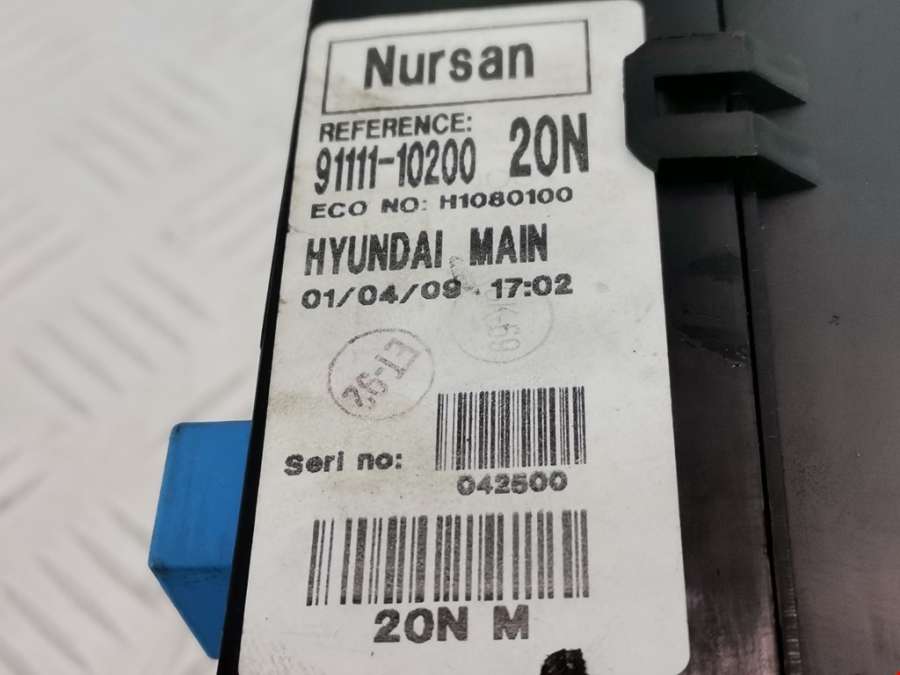 Nursan
REFERENCE:
91111-10200 20N
ECO NO: H1080100
HYUNDAI MAIN
01/04/09 17:02
Seri no:
042500
20N M